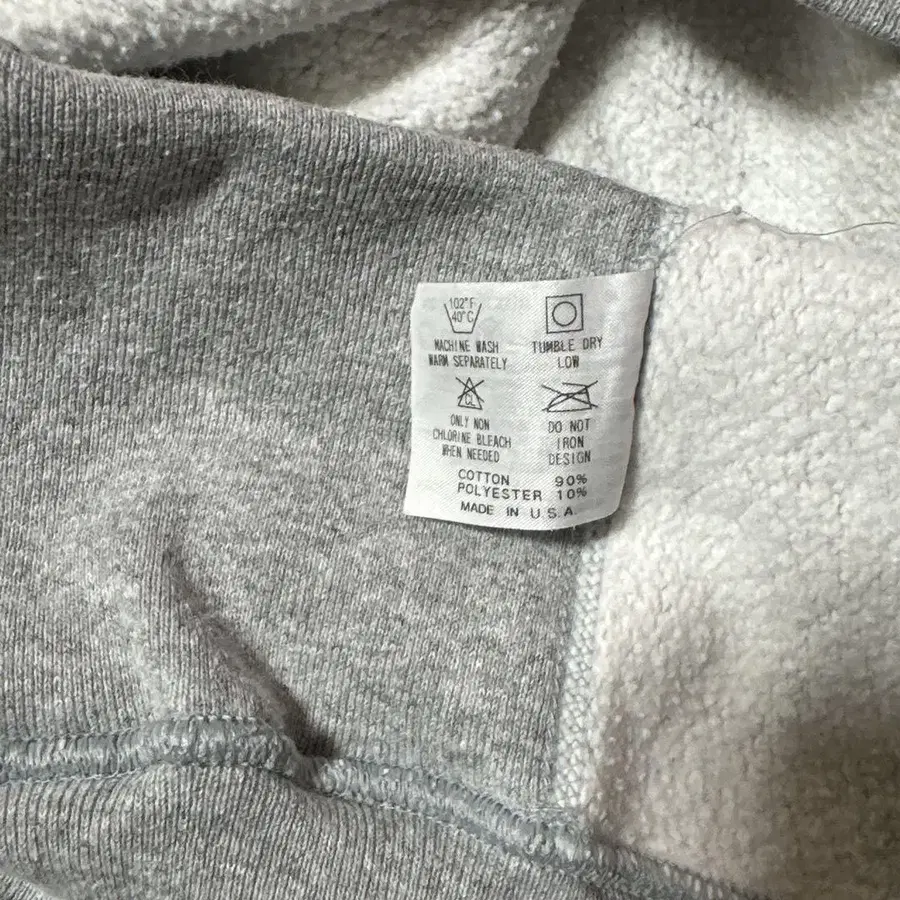 102°F
40°C
MACHINE WASH
WARM SEPARATELY
TUMBLE DRY
LOW
CL
ONLY NON
CHLORINE BLEACH
WHEN NEEDED
DO NOT
IRON
DESIGN
COTTON 90%
POLYESTER 10%
MADE IN U.S.A.